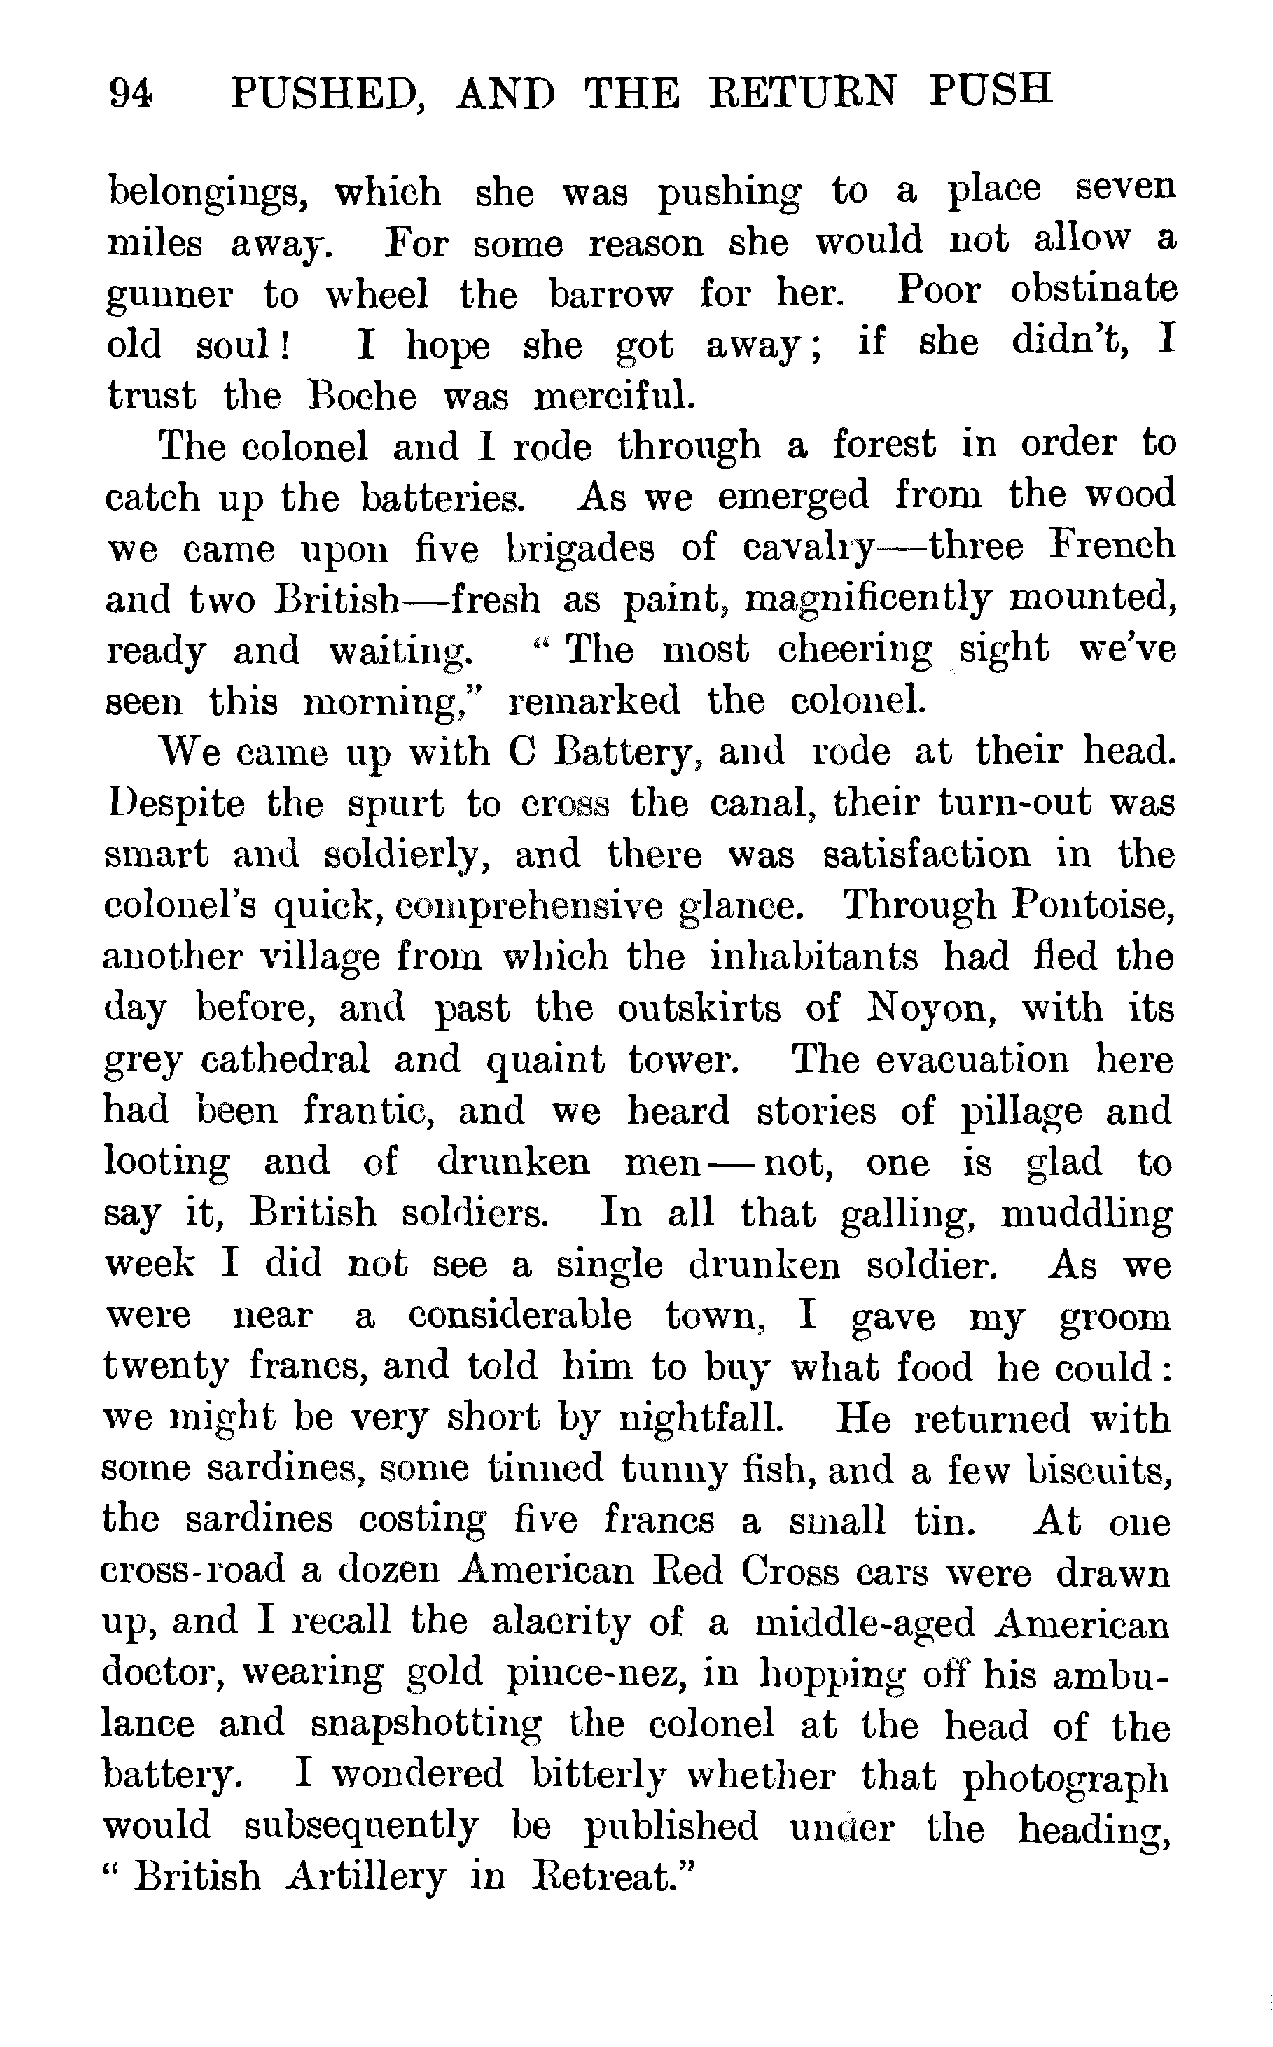 94 PUSHED, AND THE RETURN PUSH
belongings, which she was pushing to a place seven
miles away. For some reason she would not allow a
gunner to wheel the barrow for her. Poor obstinate
old soul! I hope she got away; if she didn't, I
trust the Boche was merciful.
The colonel and I rode through a forest in order to
catch up the batteries. As we emerged from the wood
we came upon five brigades of cavalry—three French
and two British—fresh as paint, magnificently mounted,
ready and waiting. "The most cheering sight we've
seen this morning," remarked the colonel.
We came up with C Battery, and rode at their head.
Despite the spurt to cross the canal, their turn-out was
smart and soldierly, and there was satisfaction in the
colonel's quick, comprehensive glance. Through Pontoise,
another village from which the inhabitants had fled the
day before, and past the outskirts of Noyon, with its
grey cathedral and quaint tower. The evacuation here
had been frantic, and we heard stories of pillage and
looting and of drunken men—not, one is glad to
say it, British soldiers. In all that galling, muddling
week I did not see a single drunken soldier. As we
were near a considerable town, I gave my groom
twenty francs, and told him to buy what food he could:
we might be very short by nightfall. He returned with
some sardines, some tinned tunny fish, and a few biscuits,
the sardines costing five francs a small tin. At one
cross-road a dozen American Red Cross cars were drawn
up, and I recall the alacrity of a middle-aged American
doctor, wearing gold pince-nez, in hopping off his ambu-
lance and snapshotting the colonel at the head of the
battery. I wondered bitterly whether that photograph
would subsequently be published under the heading,
"British Artillery in Retreat."